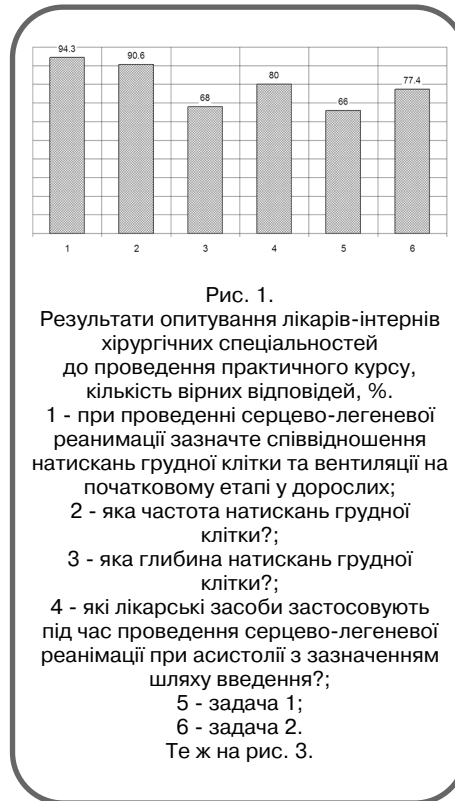 94.3 90.6 68 80 66 77.4
1 2 3 4 5 6
Рис. 1.
Результати опитування лікарів-інтернів
хірургічних спеціальностей
до проведення практичного курсу,
кількість вірних відповідей, %.
1 - при проведенні серцево-легеневої
реанимації зазначте співвідношення
натискань грудної клітки та вентиляції на
початковому етапі у дорослих;
2 - яка частота натискань грудної
клітки?;
3 - яка глибина натискань грудної
клітки?;
4 - які лікарські засоби застосовують
під час проведення серцево-легеневої
реанімації при асистолії з зазначенням
шляху введення?;
5 - задача 1;
6 - задача 2.
Те ж на рис. 3.